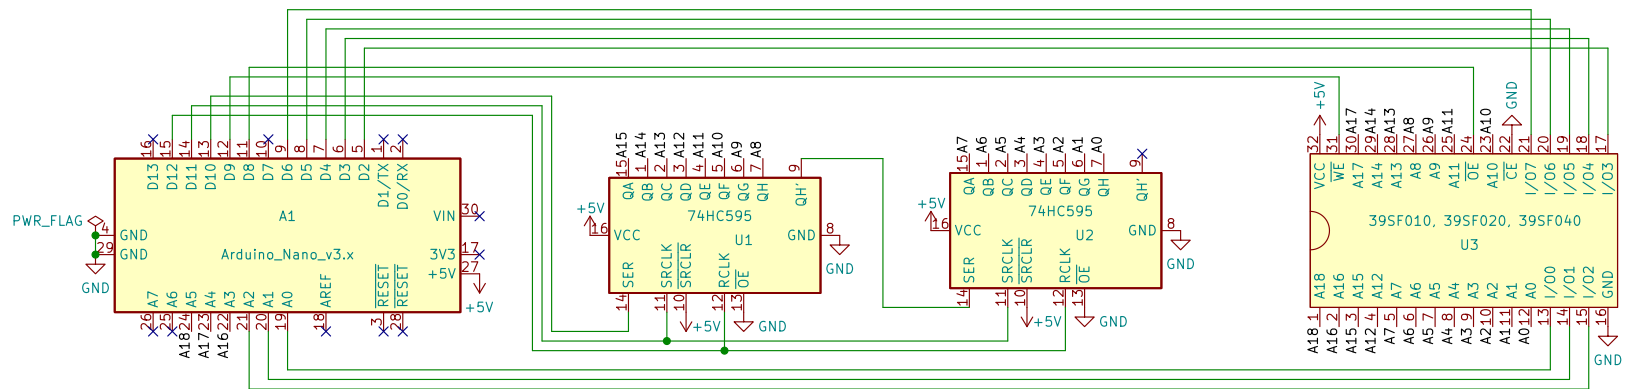 16 15 14 13 12 11 10 9 8 7 6 5 1 2
D13 D12 D11 D10 D9 D8 D7 D6 D5 D4 D3 D2 D1/TX D0/RX
PWR_FLAG
A1
VIN 30
4 GND
29 GND
Arduino_Nano_v3.x
3V3 17
+5V 27
GND
+5V
A7 A6 A5 A4 A3 A2 A1 A0 AREF RESET RESET
26 25 24 23 22 21 20 19 18 3 28
A18 A17 A16
A15 A14 A13 A12 A11 A10 A9 A8
15 1 2 3 4 5 6 7 9
QA QB QC QD QE QF QG QH QH'
+5V
74HC595
16 VCC
U1
GND 8
GND
SER SRCLK SRCLR RCLK OE
14 11 10 12 13
+5V
GND
A7 A6 A5 A4 A3 A2 A1 A0
15 1 2 3 4 5 6 7 9
QA QB QC QD QE QF QG QH QH'
+5V
74HC595
16 VCC
U2
GND 8
GND
SER SRCLK SRCLR RCLK OE
14 11 10 12 13
+5V
GND
+5V
GND
A17 A14 A13 A8 A9 A11 A10
32 31 30 29 28 27 26 25 24 23 22 21 20 19 18 17
VCC WE A17 A14 A13 A8 A9 A11 OE A10 CE I/O7 I/O6 I/O5 I/O4 I/O3
39SF010, 39SF020, 39SF040
U3
A18 A16 A15 A12 A7 A6 A5 A4 A3 A2 A1 A0 I/O0 I/O1 I/O2 GND
1 2 3 4 5 6 7 8 9 10 11 12 13 14 15 16
A18 A16 A15 A12 A7 A6 A5 A4 A3 A2 A1 A0
GND